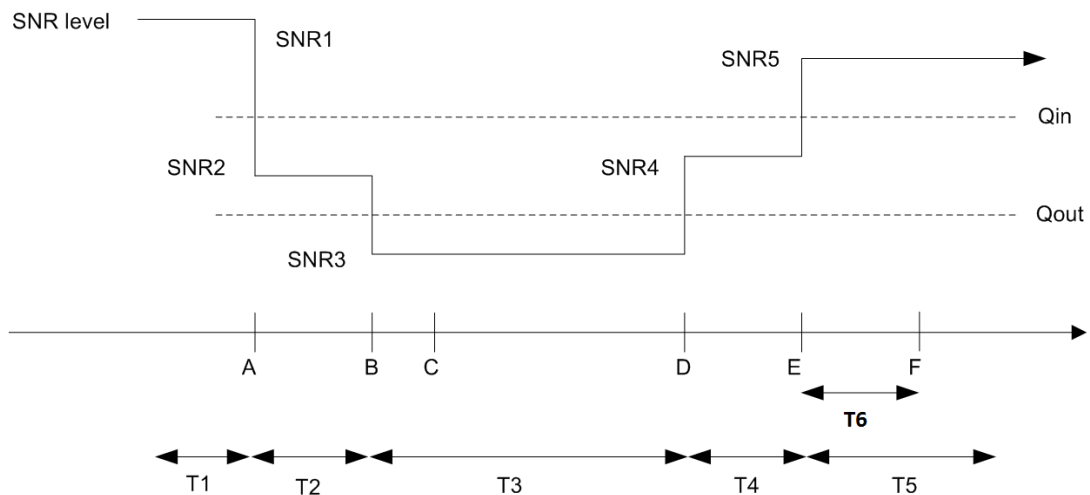 SNR level
SNR1
SNR5
Qin
SNR2
SNR4
Qout
SNR3
A B C D E F
T6
T1 T2 T3 T4 T5